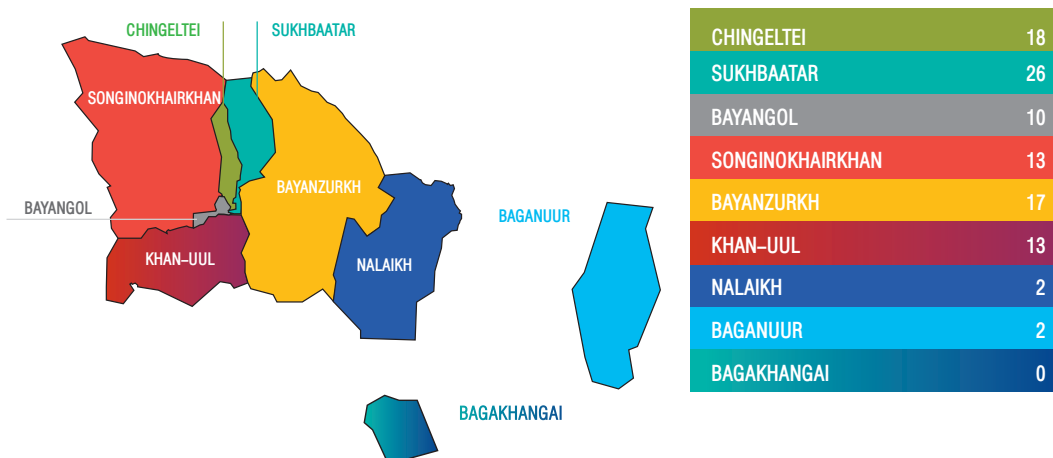 CHINGELTEI
SUKHBAATAR
SONGINOKHAIRKHAN
BAYANZURKH
BAYANGOL
BAGANUUR
KHAN-UUL
NALAIKH
BAGAKHANGAI
CHINGELTEI 18
SUKHBAATAR 26
BAYANGOL 10
SONGINOKHAIRKHAN 13
BAYANZURKH 17
KHAN-UUL 13
NALAIKH 2
BAGANUUR 2
BAGAKHANGAI 0